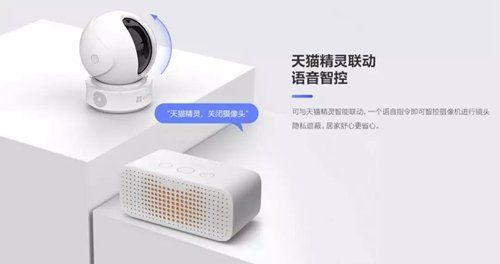 天猫精灵联动
语音智控
可与天猫精灵智能联动，一个语音指令即可智控摄像机进行镜头
隐私遮蔽，居家舒心更省心。
“天猫精灵，关闭摄像头”